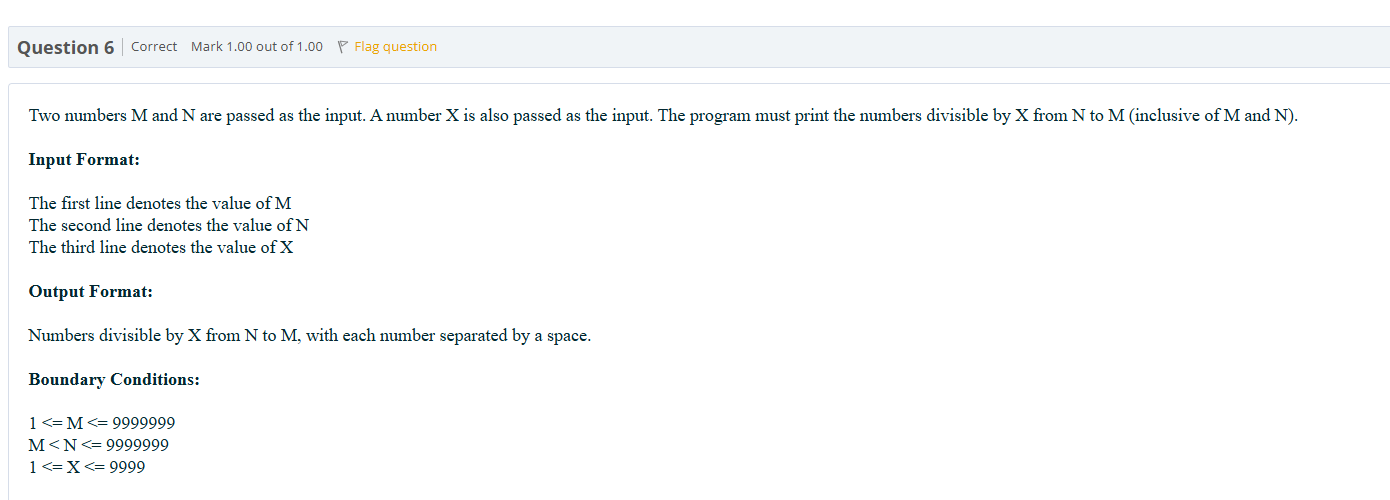 Question 6 Correct Mark 1.00 out of 1.00 Flag question
Two numbers M and N are passed as the input. A number X is also passed as the input. The program must print the numbers divisible by X from N to M (inclusive of M and N).
Input Format:
The first line denotes the value of M
The second line denotes the value of N
The third line denotes the value of X
Output Format:
Numbers divisible by X from N to M, with each number separated by a space.
Boundary Conditions:
1 <= M <= 9999999
M < N <= 9999999
1 <= X <= 9999